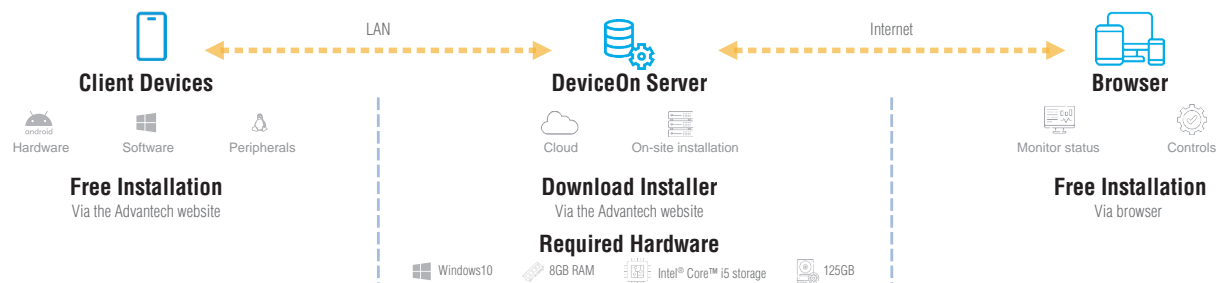 LAN
Internet
Client Devices
DeviceOn Server
Browser
android
Hardware
Software
Peripherals
Cloud
On-site installation
Monitor status
Controls
Free Installation
Via the Advantech website
Download Installer
Via the Advantech website
Free Installation
Via browser
Required Hardware
Windows10
8GB RAM
Intel® Core™ i5 storage
125GB